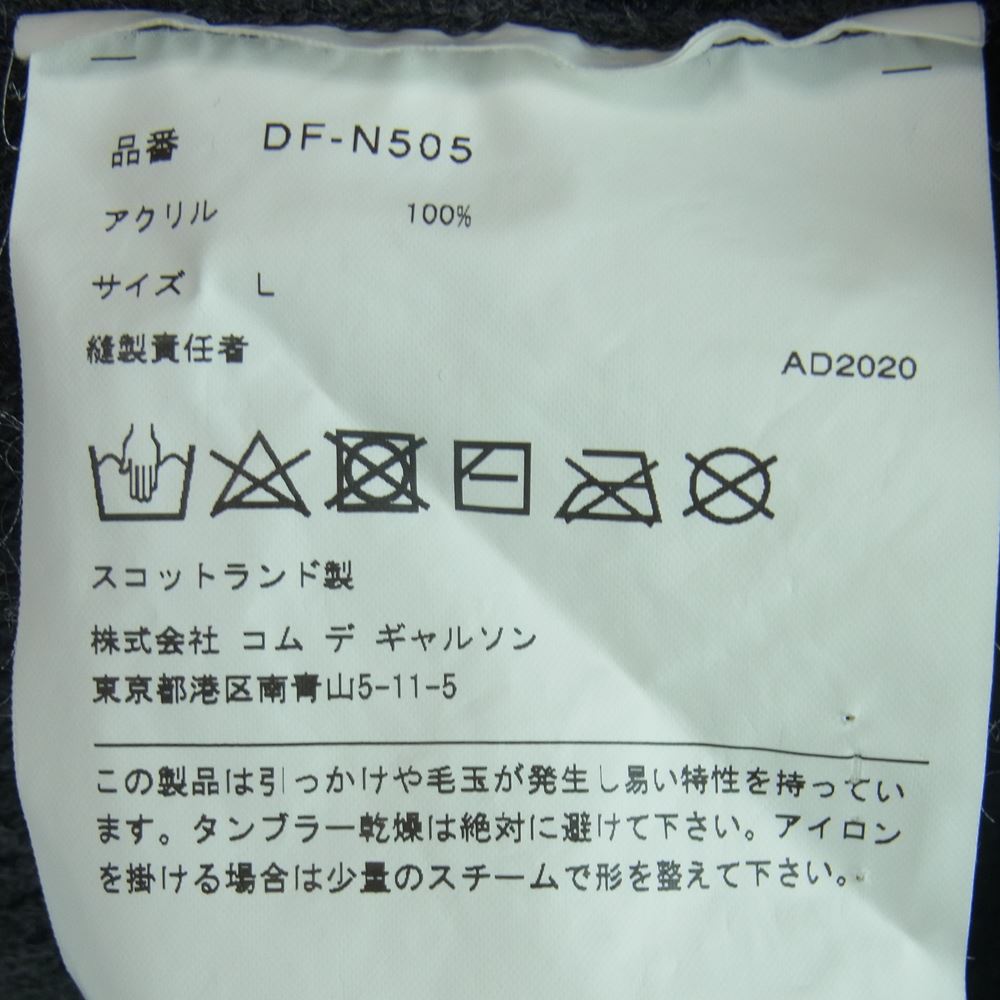 品番 DF-N505
アクリル 100%
サイズ L
縫製責任者 AD2020
スコットランド製
株式会社 コム デ ギャルソン
東京都港区南青山5-11-5
この製品は引っかけや毛玉が発生し易い特性を持ってい
ます。タンブラー乾燥は絶対に避けて下さい。アイロン
を掛ける場合は少量のスチームで形を整えて下さい。